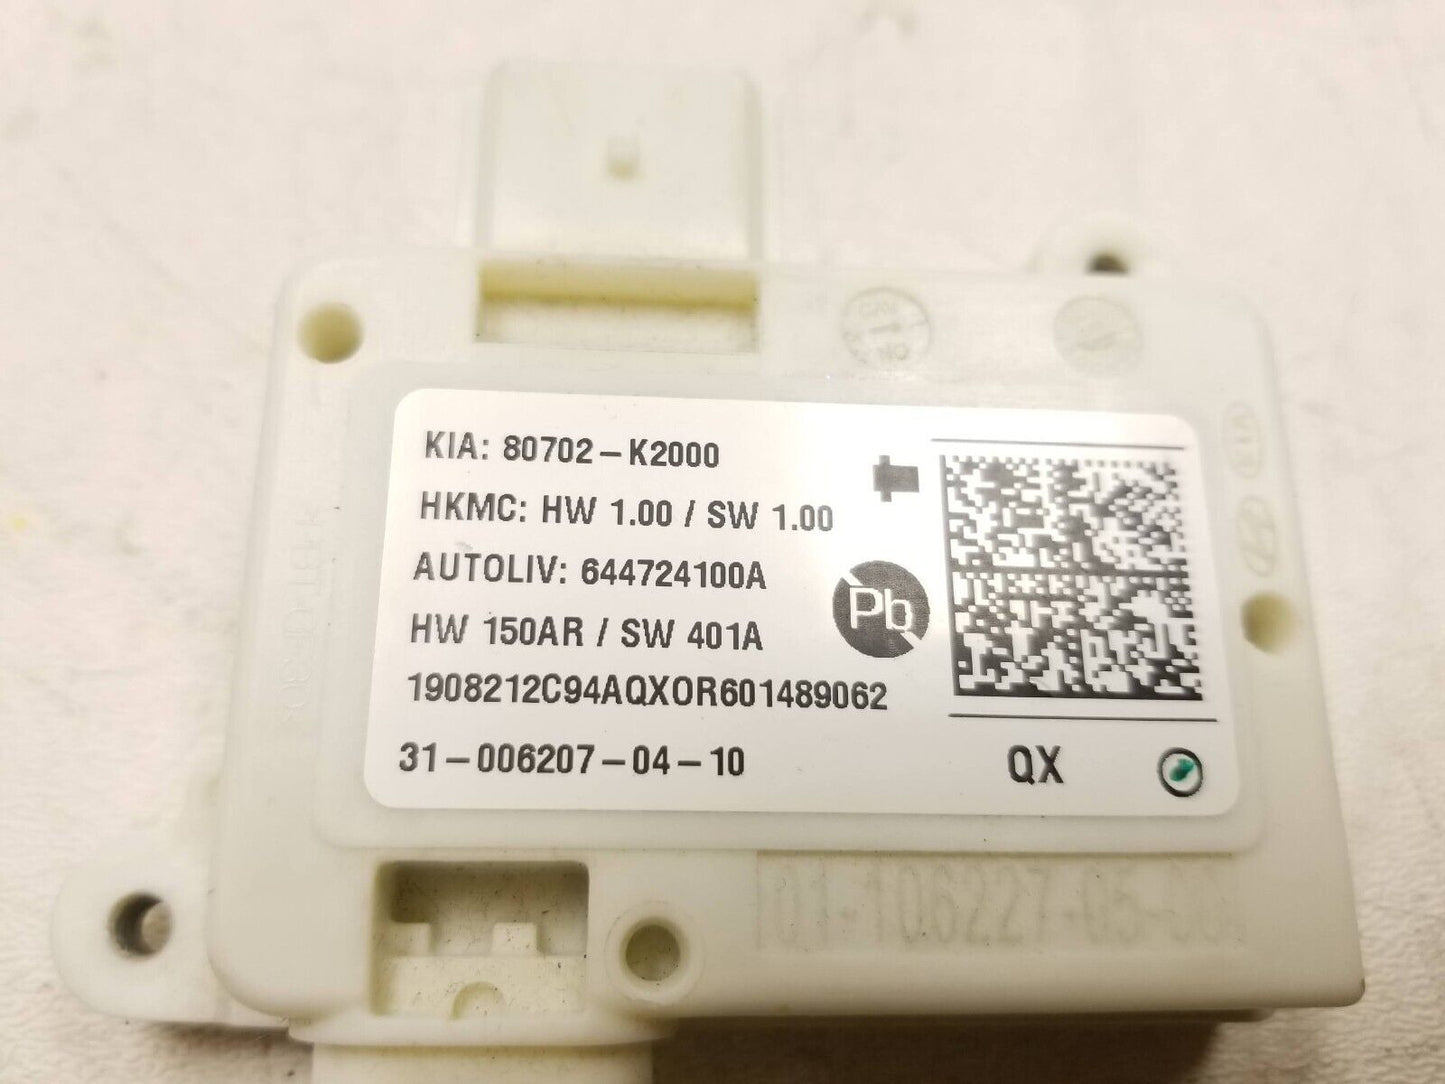 KIA: 80702-K2000
HKMC: HW 1.00 / SW 1.00
AUTOLIV: 644724100A
HW 150AR / SW 401A
1908212C94AQXOR601489062
31-006207-04-10
Pb
QX
KIA